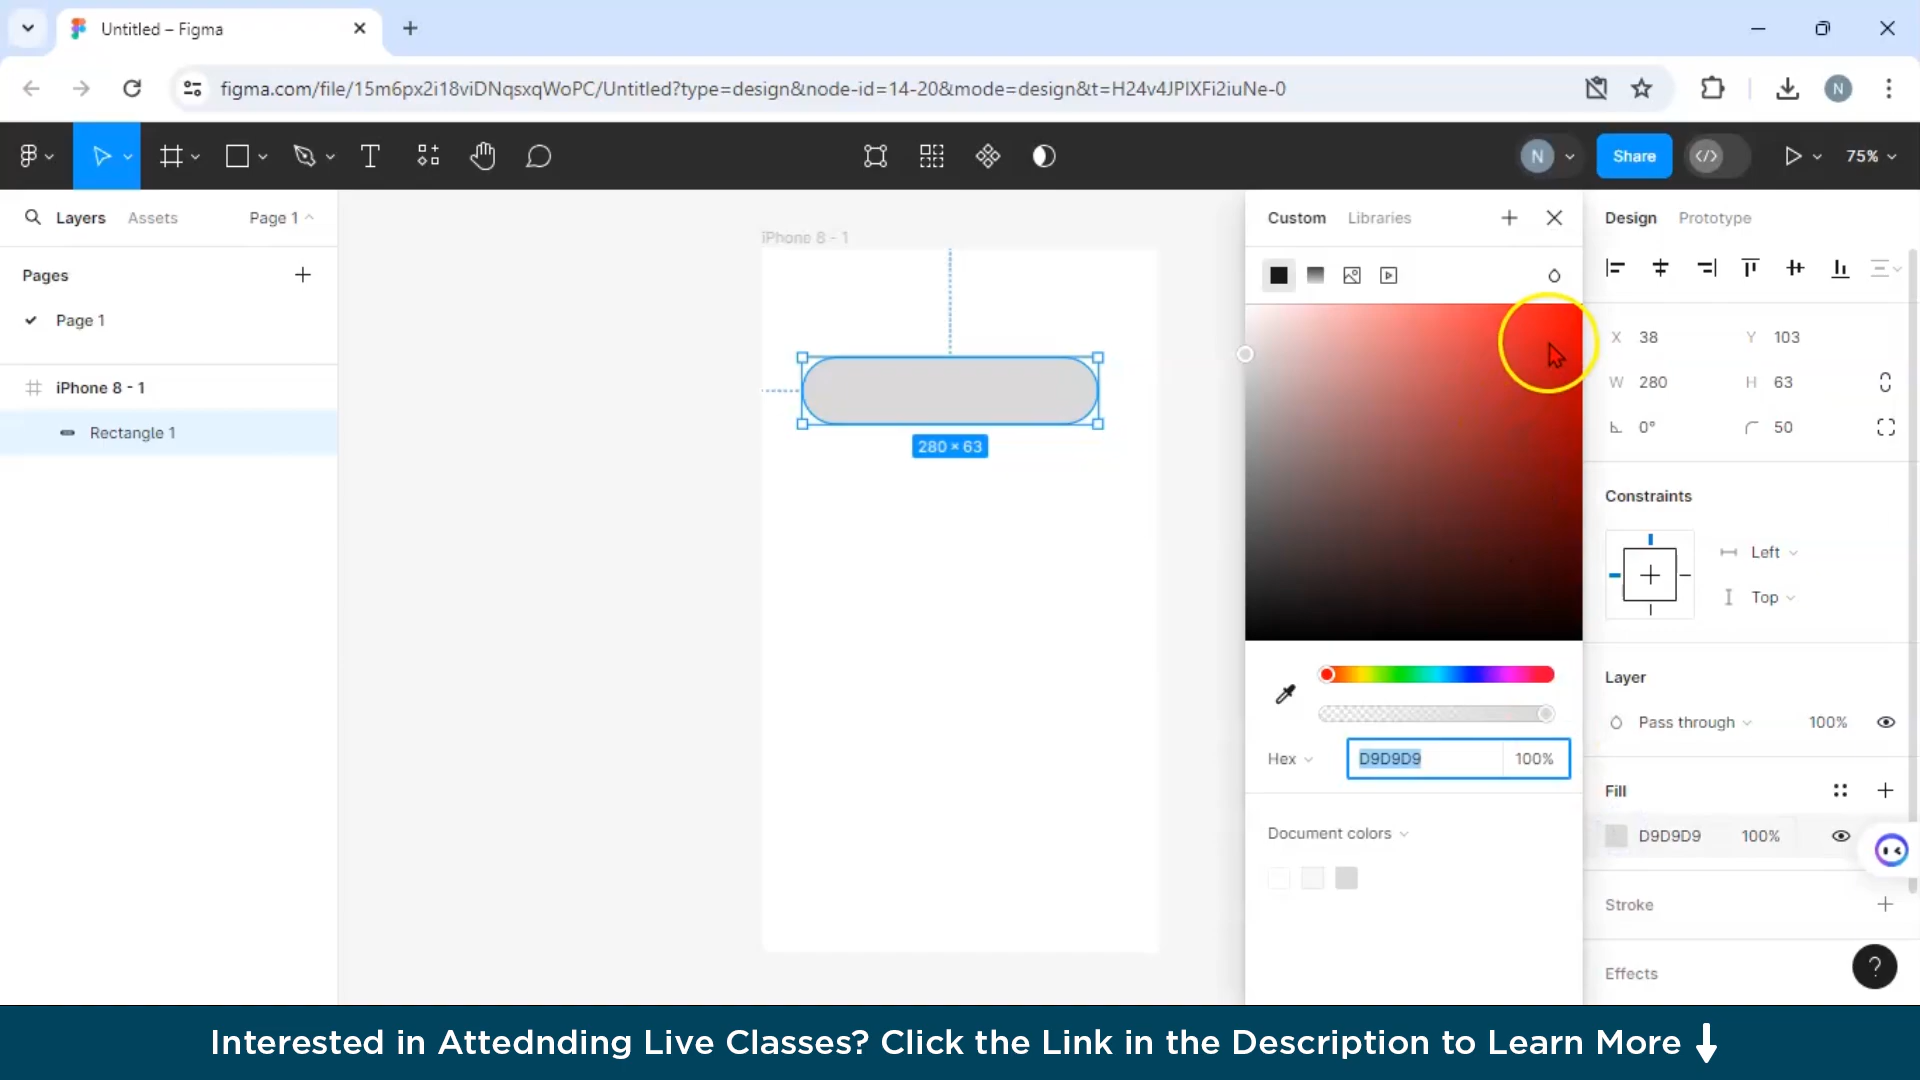 Untitled – Figma
figma.com/file/15m6px2i18viDNqsxqWoPC/Untitled?type=design&node-id=14-20&mode=design&t=H24v4JPIXFi2iuNe-0
N
N
Share
75%
Layers
Assets
Page 1
Pages
Page 1
iPhone 8 - 1
Rectangle 1
iPhone 8 - 1
280 × 63
Custom
Libraries
Hex
D9D9D9
100%
Document colors
Design
Prototype
X 38
Y 103
W 280
H 63
0°
50
Constraints
Left
Top
Layer
Pass through
100%
Fill
D9D9D9
100%
Stroke
Effects
?
Interested in Attednding Live Classes? Click the Link in the Description to Learn More